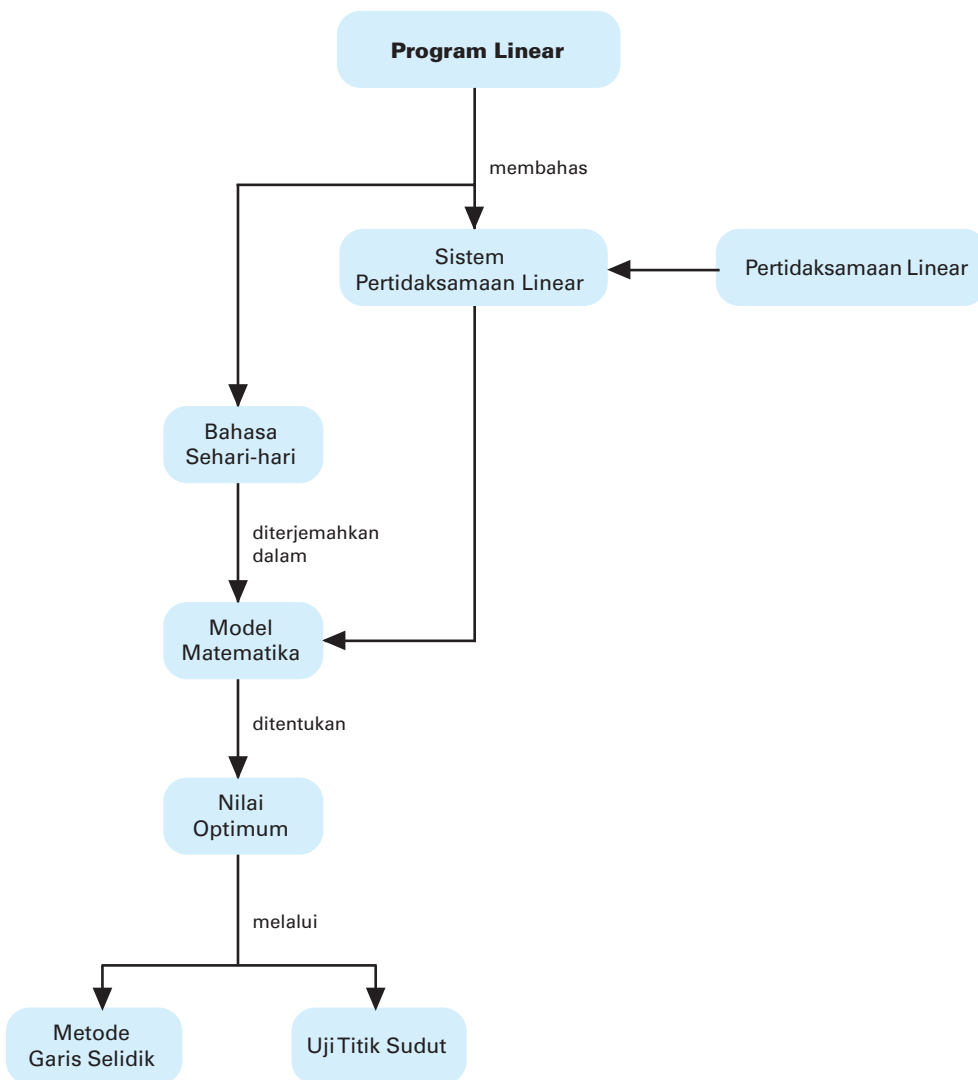 Program Linear
membahas
Sistem
Pertidaksamaan Linear
Pertidaksamaan Linear
Bahasa
Sehari-hari
diterjemahkan
dalam
Model
Matematika
ditentukan
Nilai
Optimum
melalui
Metode
Garis Selidik
Uji Titik Sudut